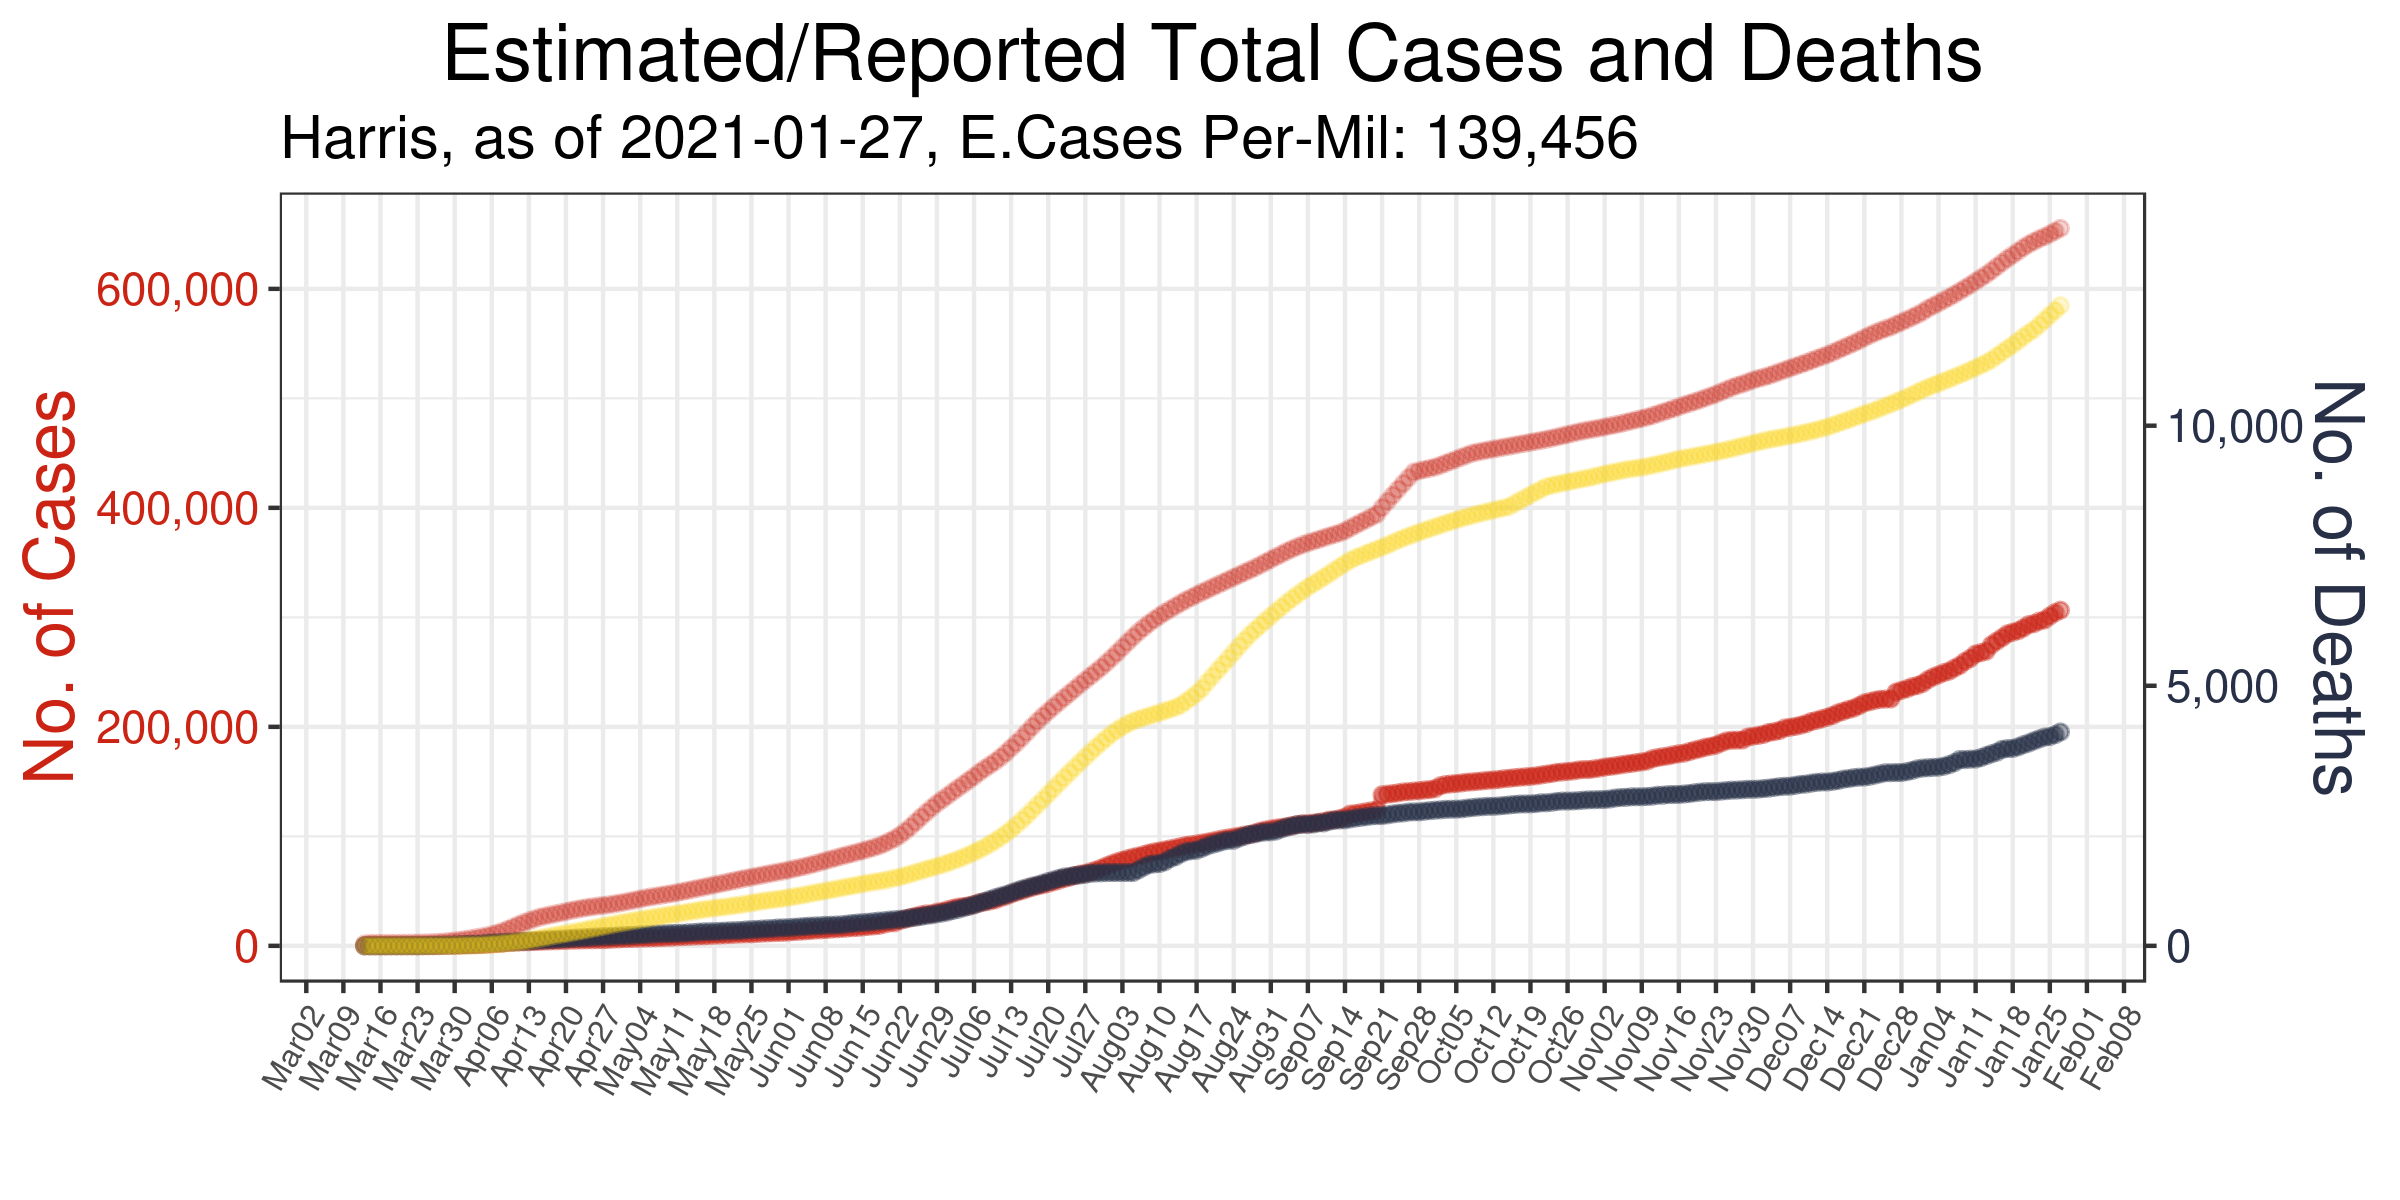 Estimated/Reported Total Cases and Deaths
Harris, as of 2021-01-27, E.Cases Per-Mil: 139,456
No. of Cases
600,000
400,000
200,000
0
No. of Deaths
10,000
5,000
0
Mar02
Mar09
Mar16
Mar23
Mar30
Apr06
Apr13
Apr20
Apr27
May04
May11
May18
May25
Jun01
Jun08
Jun15
Jun22
Jun29
Jul06
Jul13
Jul20
Jul27
Aug03
Aug10
Aug17
Aug24
Aug31
Sep07
Sep14
Sep21
Sep28
Oct05
Oct12
Oct19
Oct26
Nov02
Nov09
Nov16
Nov23
Nov30
Dec07
Dec14
Dec21
Dec28
Jan04
Jan11
Jan18
Jan25
Feb01
Feb08